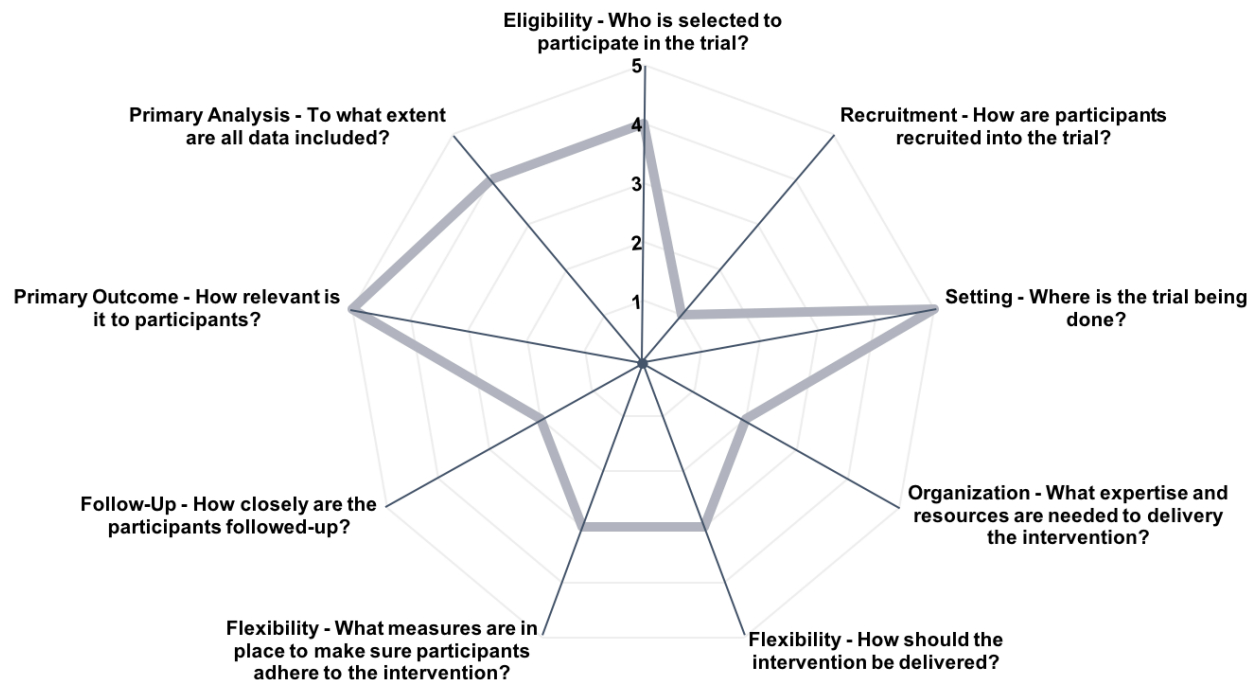 Eligibility - Who is selected to
participate in the trial?
5
4
3
2
1
Recruitment - How are participants
recruited into the trial?
Setting - Where is the trial being
done?
Organization - What expertise and
resources are needed to delivery
the intervention?
Flexibility - How should the
intervention be delivered?
Flexibility - What measures are in
place to make sure participants
adhere to the intervention?
Follow-Up - How closely are the
participants followed-up?
Primary Outcome - How relevant is
it to participants?
Primary Analysis - To what extent
are all data included?